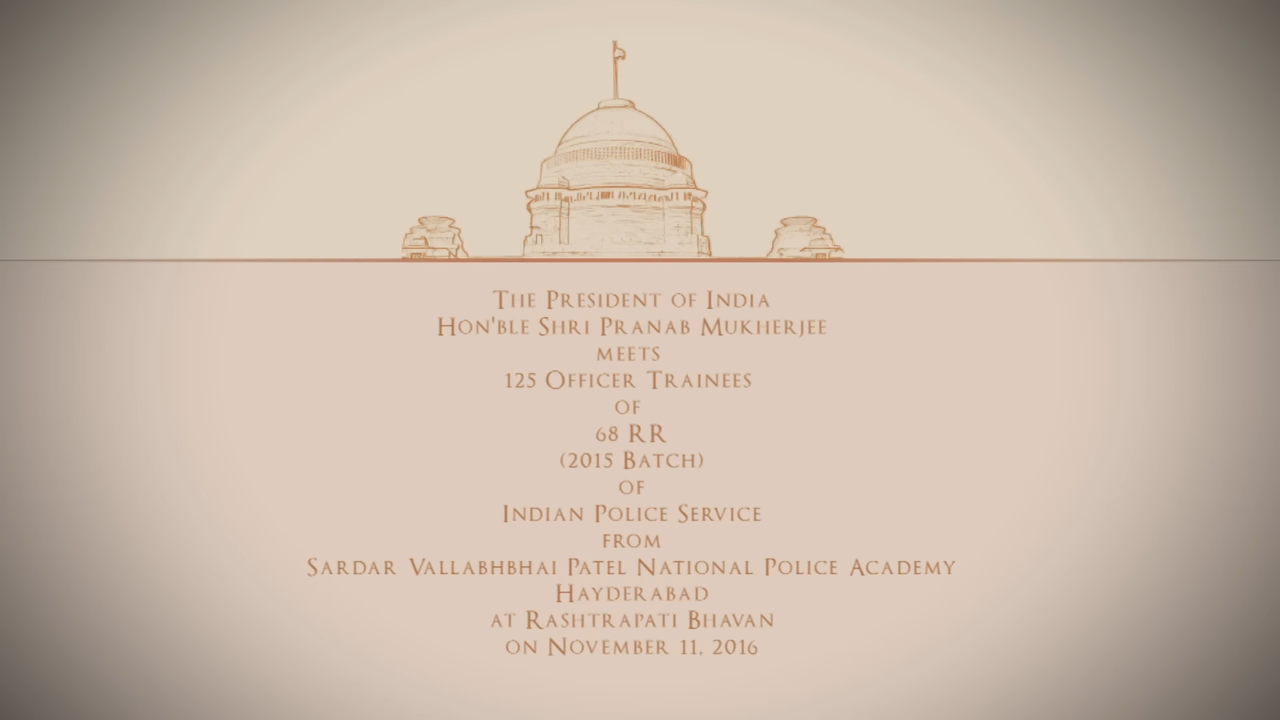 The President of India
Hon'ble Shri Pranab Mukherjee
meets
125 Officer Trainees
of
68 RR
(2015 Batch)
of
Indian Police Service
from
Sardar Vallabhbhai Patel National Police Academy
Hayderabad
at Rashtrapati Bhavan
on November 11, 2016